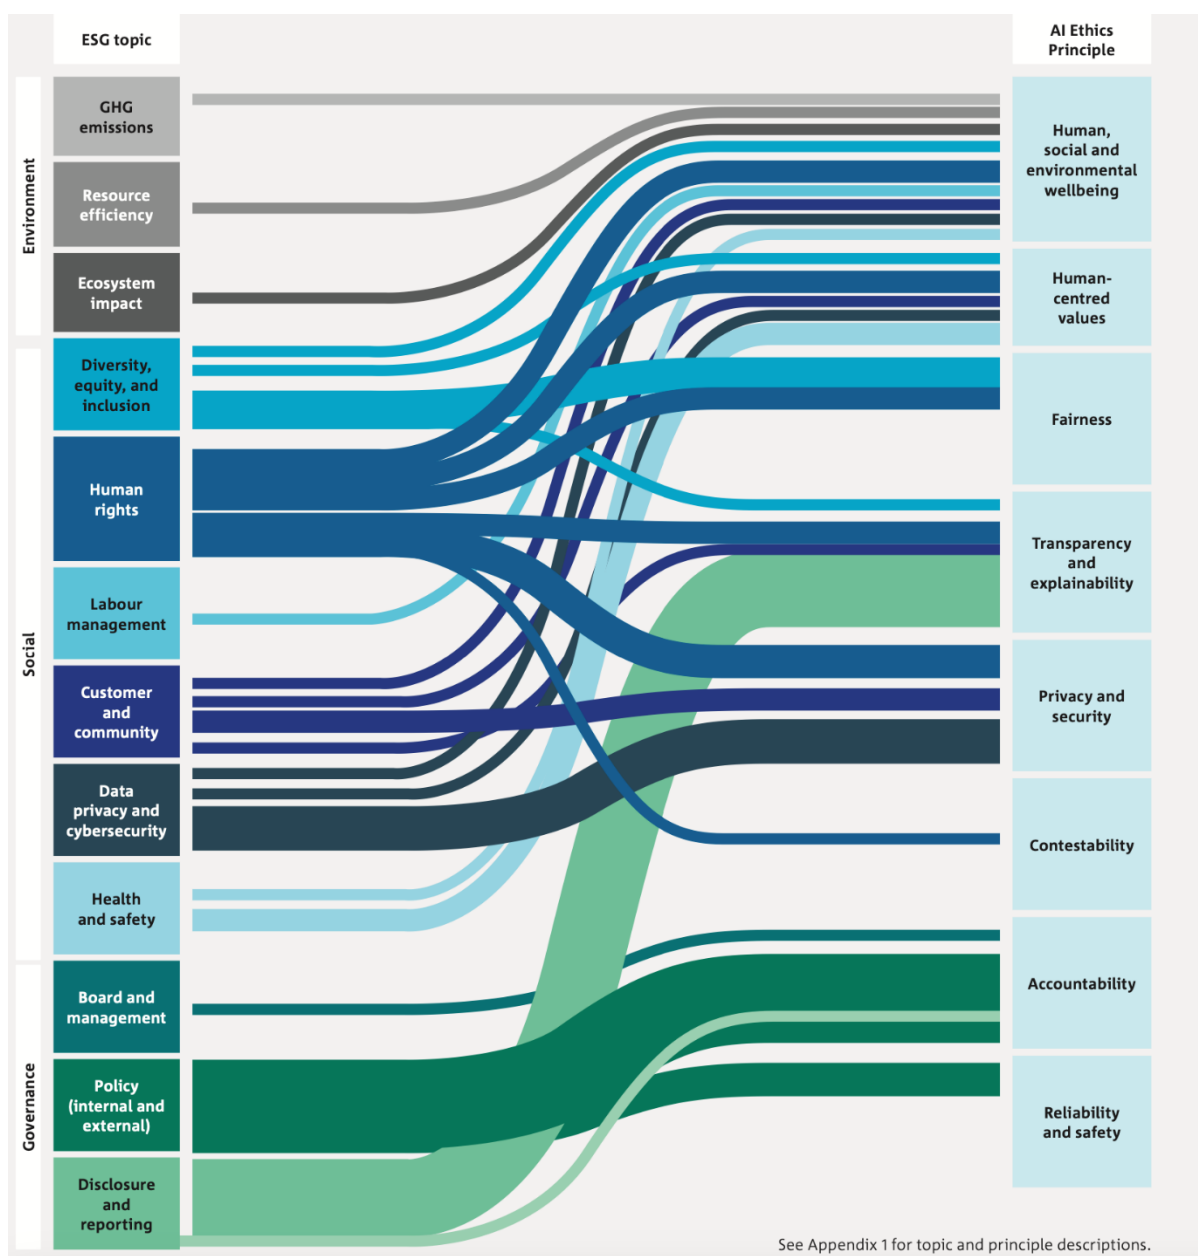 ESG topic
AI Ethics
Principle
Environment
GHG
emissions
Resource
efficiency
Ecosystem
impact
Social
Diversity,
equity, and
inclusion
Human
rights
Labour
management
Customer
and
community
Data
privacy and
cybersecurity
Health
and safety
Governance
Board and
management
Policy
(internal and
external)
Disclosure
and
reporting
Human,
social and
environmental
wellbeing
Human-
centred
values
Fairness
Transparency
and
explainability
Privacy and
security
Contestability
Accountability
Reliability
and safety
See Appendix 1 for topic and principle descriptions.